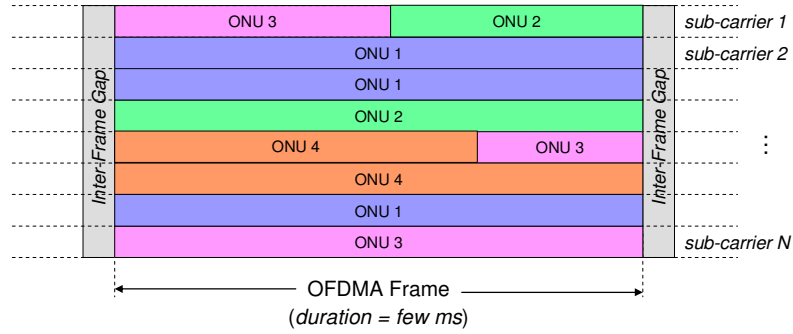 ONU 3 ONU 2 sub-carrier 1
ONU 1 sub-carrier 2
ONU 1
ONU 2
ONU 4 ONU 3 ⋮
ONU 4
ONU 1
ONU 3 sub-carrier N
Inter-Frame Gap
Inter-Frame Gap
OFDMA Frame
(duration = few ms)